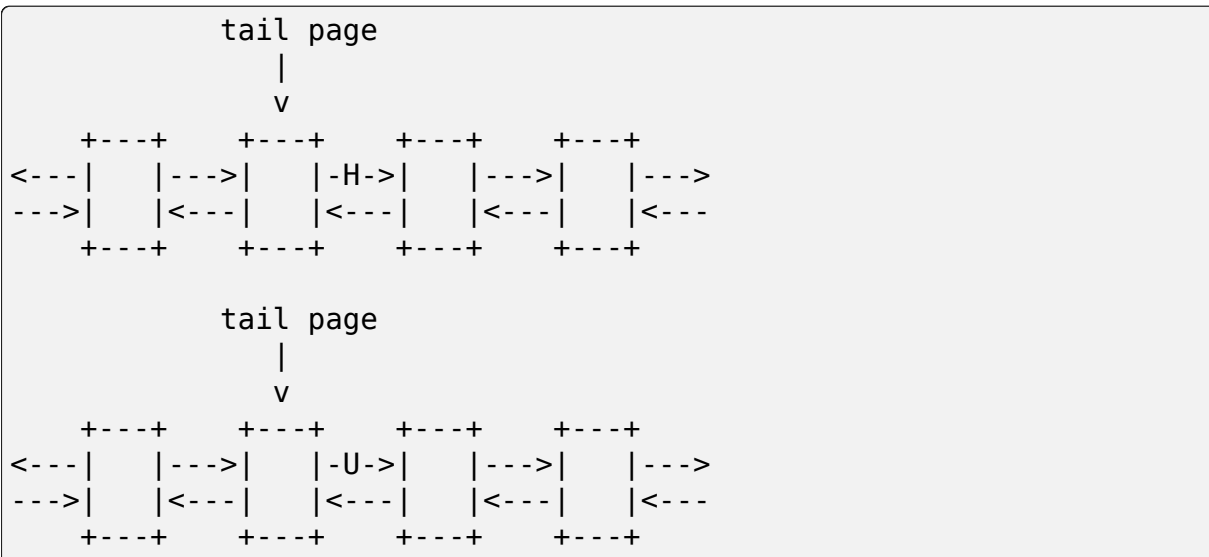 tail page
                |
                v
     +---+     +---+     +---+     +---+
<---|    |--->|    |-H->|    |--->|    |--->
--->|    |<---|    |<---|    |<---|    |<---
     +---+     +---+     +---+     +---+

            tail page
                |
                v
     +---+     +---+     +---+     +---+
<---|    |--->|    |-U->|    |--->|    |--->
--->|    |<---|    |<---|    |<---|    |<---
     +---+     +---+     +---+     +---+